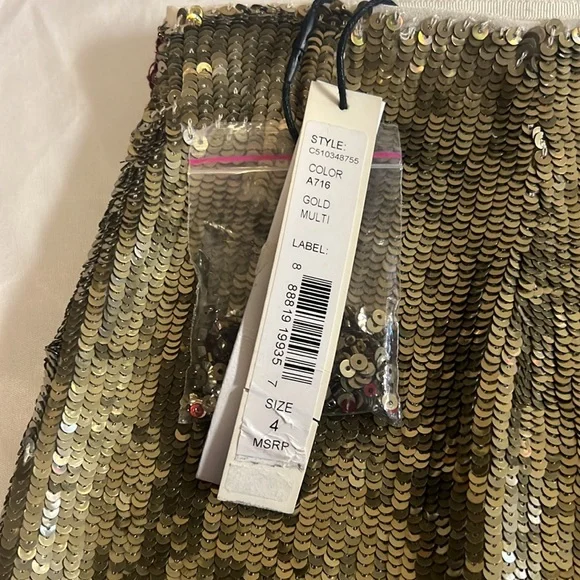 STYLE:
C510348755
COLOR
A716
GOLD
MULTI
LABEL:
8 88819 19935 7
SIZE
4
MSRP